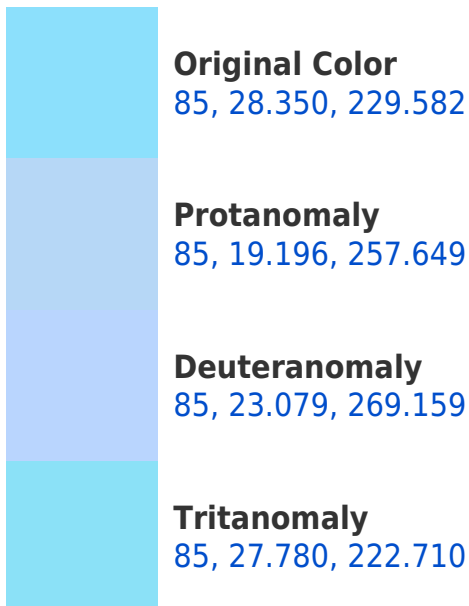 Original Color
85, 28.350, 229.582
Protanomaly
85, 19.196, 257.649
Deuteranomaly
85, 23.079, 269.159
Tritanomaly
85, 27.780, 222.710